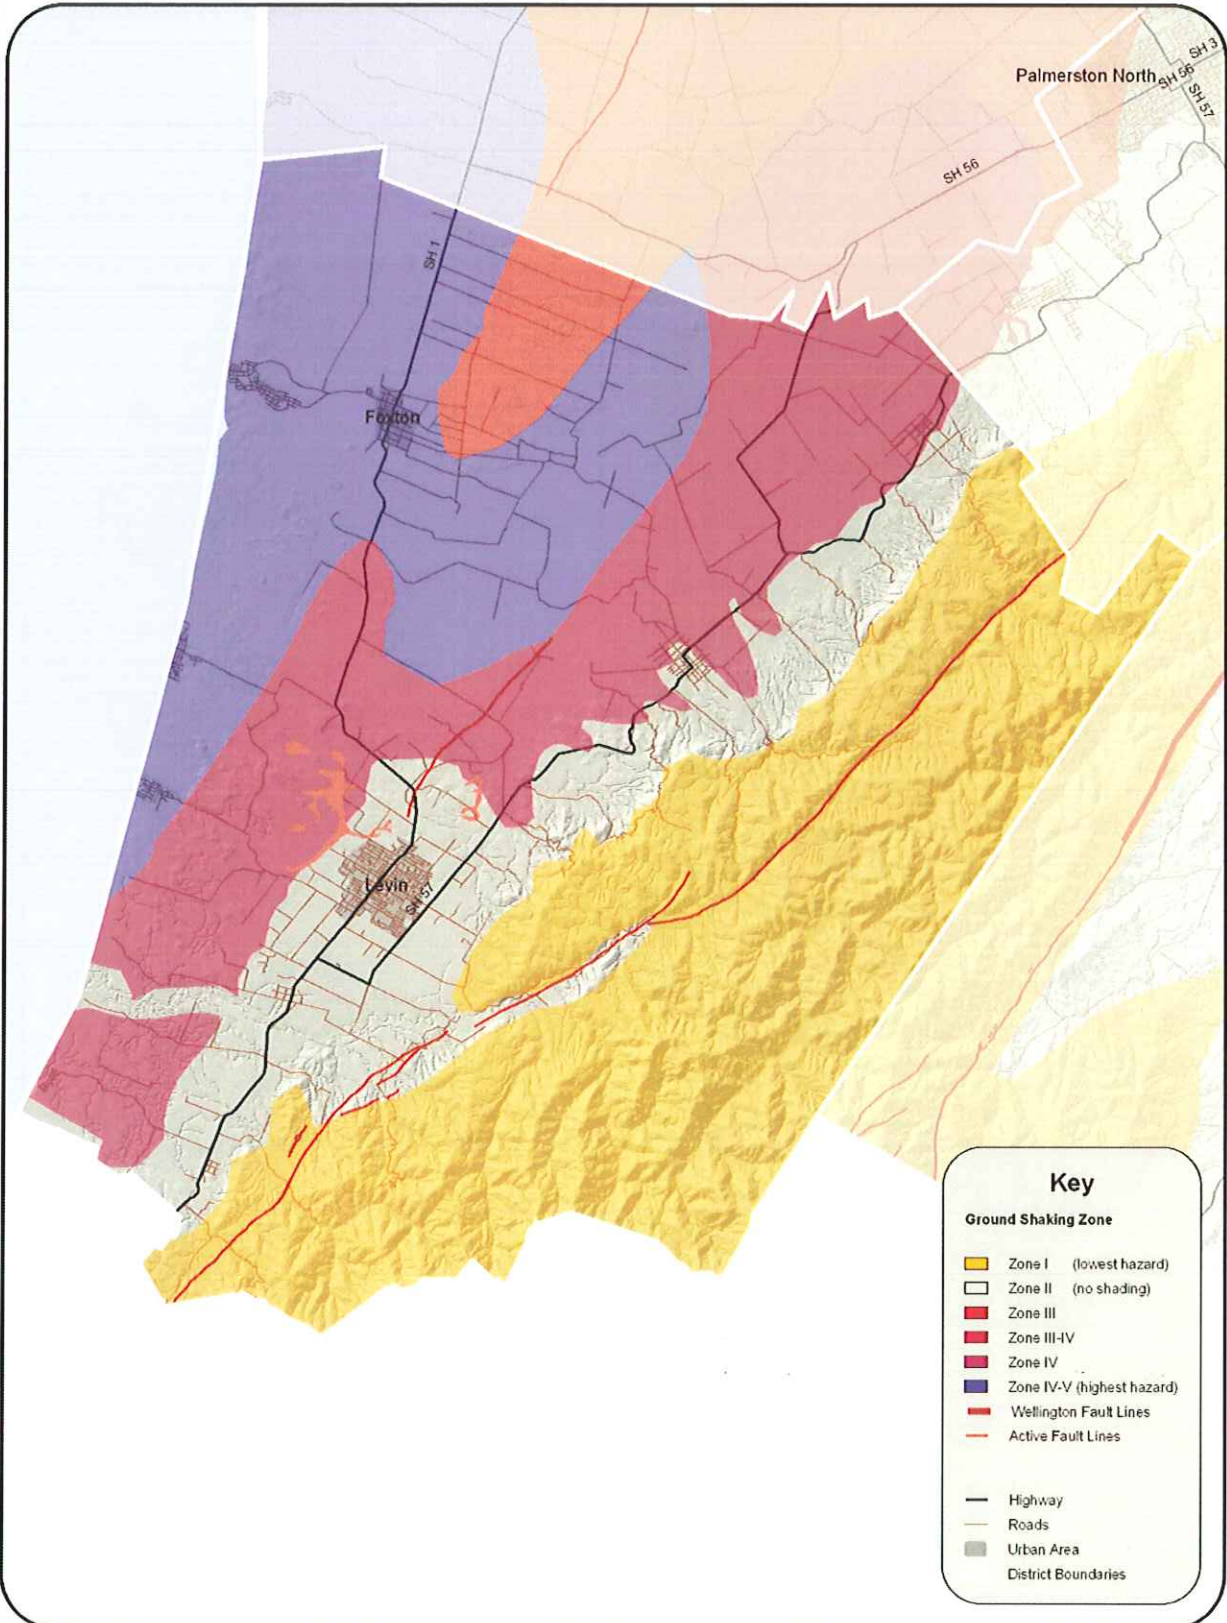 SH 3
Palmerston North
SH 56
SH 57
SH 56
SH 1
Foxton
Levin
SH 57
Key
Ground Shaking Zone
Zone I (lowest hazard)
Zone II (no shading)
Zone III
Zone III-IV
Zone IV
Zone IV-V (highest hazard)
Wellington Fault Lines
Active Fault Lines
Highway
Roads
Urban Area
District Boundaries